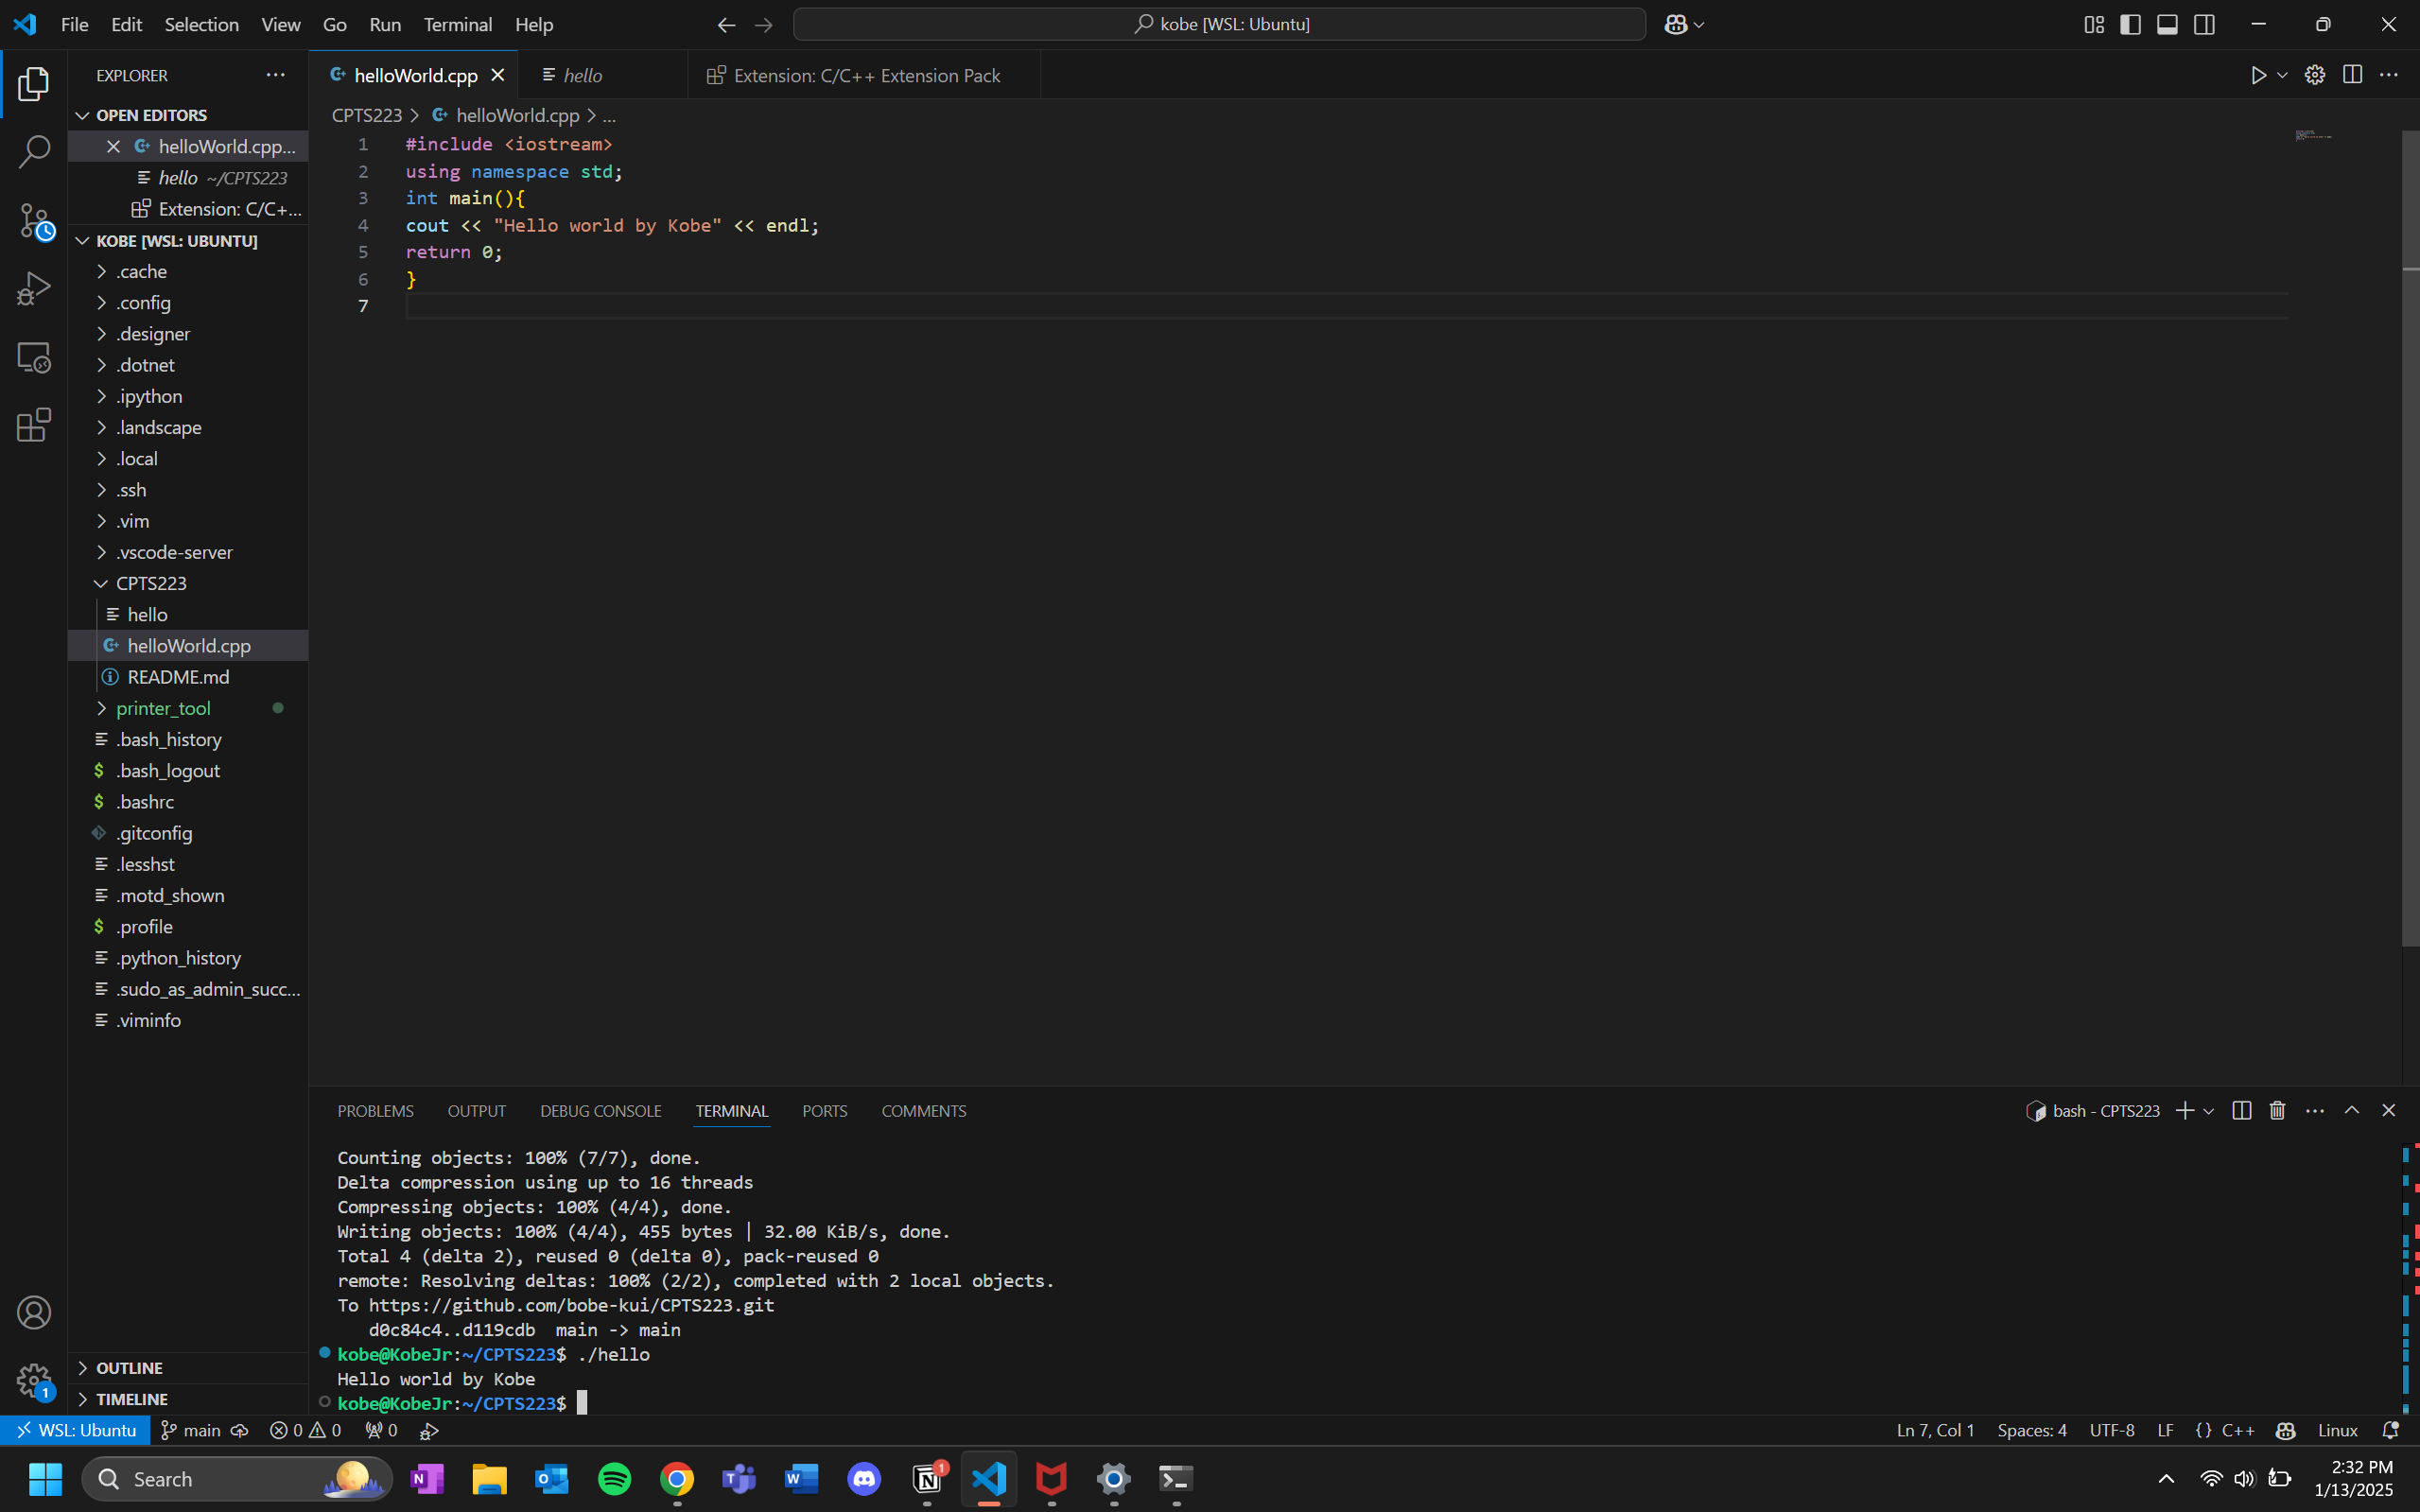 File Edit Selection View Go Run Terminal Help
kobe [WSL: Ubuntu]
EXPLORER
OPEN EDITORS
helloWorld.cpp...
hello ~/CPTS223
Extension: C/C+...
KOBE [WSL: UBUNTU]
.cache
.config
.designer
.dotnet
.ipython
.landscape
.local
.ssh
.vim
.vscode-server
CPTS223
hello
helloWorld.cpp
README.md
printer_tool
.bash_history
.bash_logout
.bashrc
.gitconfig
.lesshst
.motd_shown
.profile
.python_history
.sudo_as_admin_succ...
.viminfo
OUTLINE
TIMELINE
helloWorld.cpp hello Extension: C/C++ Extension Pack
CPTS223 > helloWorld.cpp > ...
1 #include <iostream>
2 using namespace std;
3 int main(){
4 cout << "Hello world by Kobe" << endl;
5 return 0;
6 }
7
PROBLEMS OUTPUT DEBUG CONSOLE TERMINAL PORTS COMMENTS
bash - CPTS223
Counting objects: 100% (7/7), done.
Delta compression using up to 16 threads
Compressing objects: 100% (4/4), done.
Writing objects: 100% (4/4), 455 bytes | 32.00 KiB/s, done.
Total 4 (delta 2), reused 0 (delta 0), pack-reused 0
remote: Resolving deltas: 100% (2/2), completed with 2 local objects.
To https://github.com/bobe-kui/CPTS223.git
d0c84c4..d119cdb main -> main
kobe@KobeJr:~/CPTS223$ ./hello
Hello world by Kobe
kobe@KobeJr:~/CPTS223$
1
WSL: Ubuntu main 0 0 0
Ln 7, Col 1 Spaces: 4 UTF-8 LF {} C++ Linux
Search
1
2:32 PM
1/13/2025